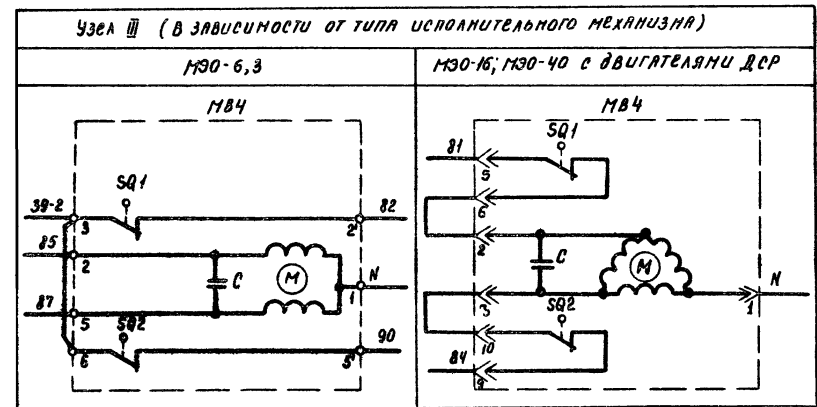 Узел III (в зависимости от типа исполнительного механизма)
МЭО-6,3
МЭО-16; МЭО-40 с двигателями ДСР
МВ4
SQ1
39-2
3
2'
82
85
2
C
M
1
N
87
5
SQ2
6
5'
90
МВ4
SQ1
81
5
6
2
C
M
N
3
SQ2
1
10
84
9